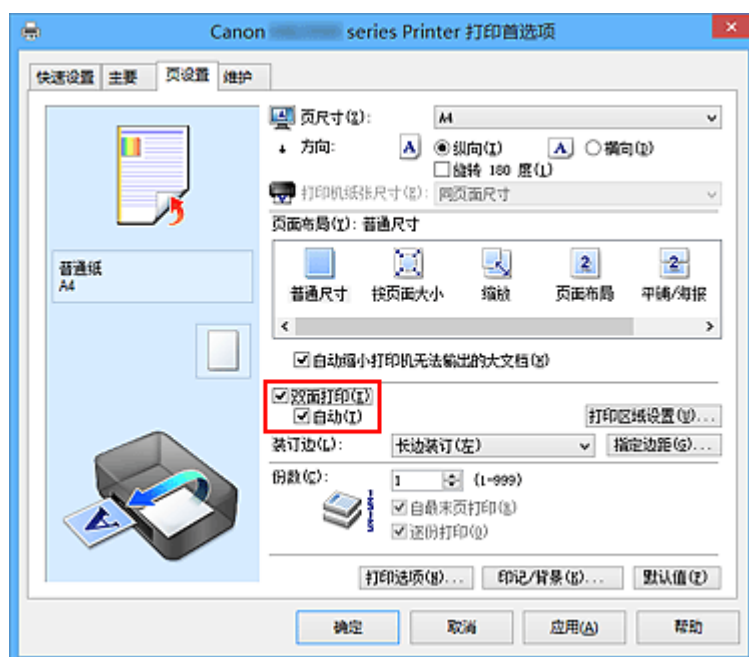 Canon series Printer 打印首选项
快速设置 主要 页设置 维护
页尺寸(Z): A4
方向: A 纵向(I) A 横向(D)
旋转 180 度(L)
打印机纸张尺寸(E): 同页面尺寸
页面布局(Y): 普通尺寸
普通纸
A4
普通尺寸 按页面大小 缩放 页面布局 平铺/海报
自动缩小打印机无法输出的大文档(X)
双面打印(X)
自动(T)
打印区域设置(U)...
装订边(L): 长边装订(左) 指定边距(G)...
份数(C): 1 (1-999)
自最末页打印(S)
逐份打印(O)
打印选项(N)... 印记/背景(K)... 默认值(F)
确定 取消 应用(A) 帮助